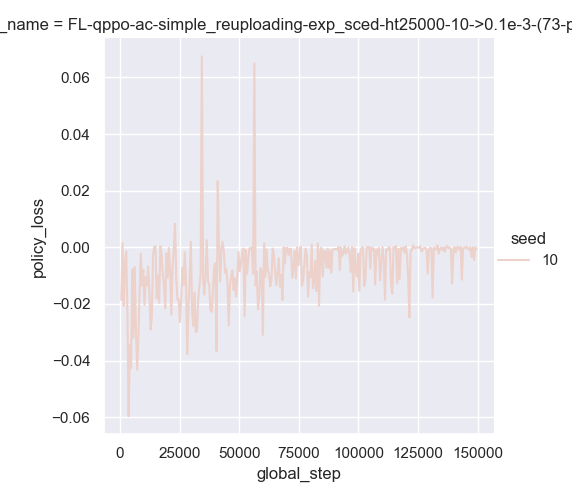 _name = FL-qppo-ac-simple_reuploading-exp_sced-ht25000-10->0.1e-3-(73-p
0.06
0.04
0.02
0.00
−0.02
−0.04
−0.06
policy_loss
0 25000 50000 75000 100000 125000 150000
global_step
seed
10